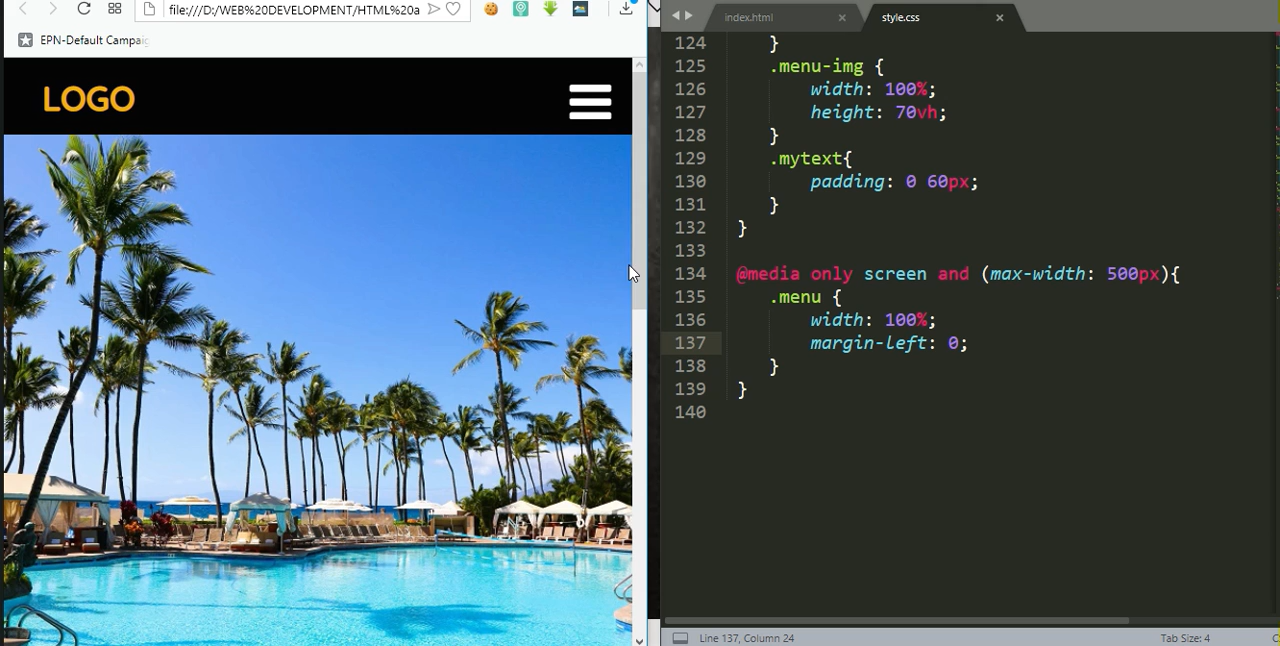 file:///D:/WEB%20DEVELOPMENT/HTML%20a
EPN-Default Campai
LOGO
index.html
style.css
124 }
125 .menu-img {
126 width: 100%;
127 height: 70vh;
128 }
129 .mytext{
130 padding: 0 60px;
131 }
132 }
133
134 @media only screen and (max-width: 500px){
135 .menu {
136 width: 100%;
137 margin-left: 0;
138 }
139 }
140
Line 137, Column 24
Tab Size: 4